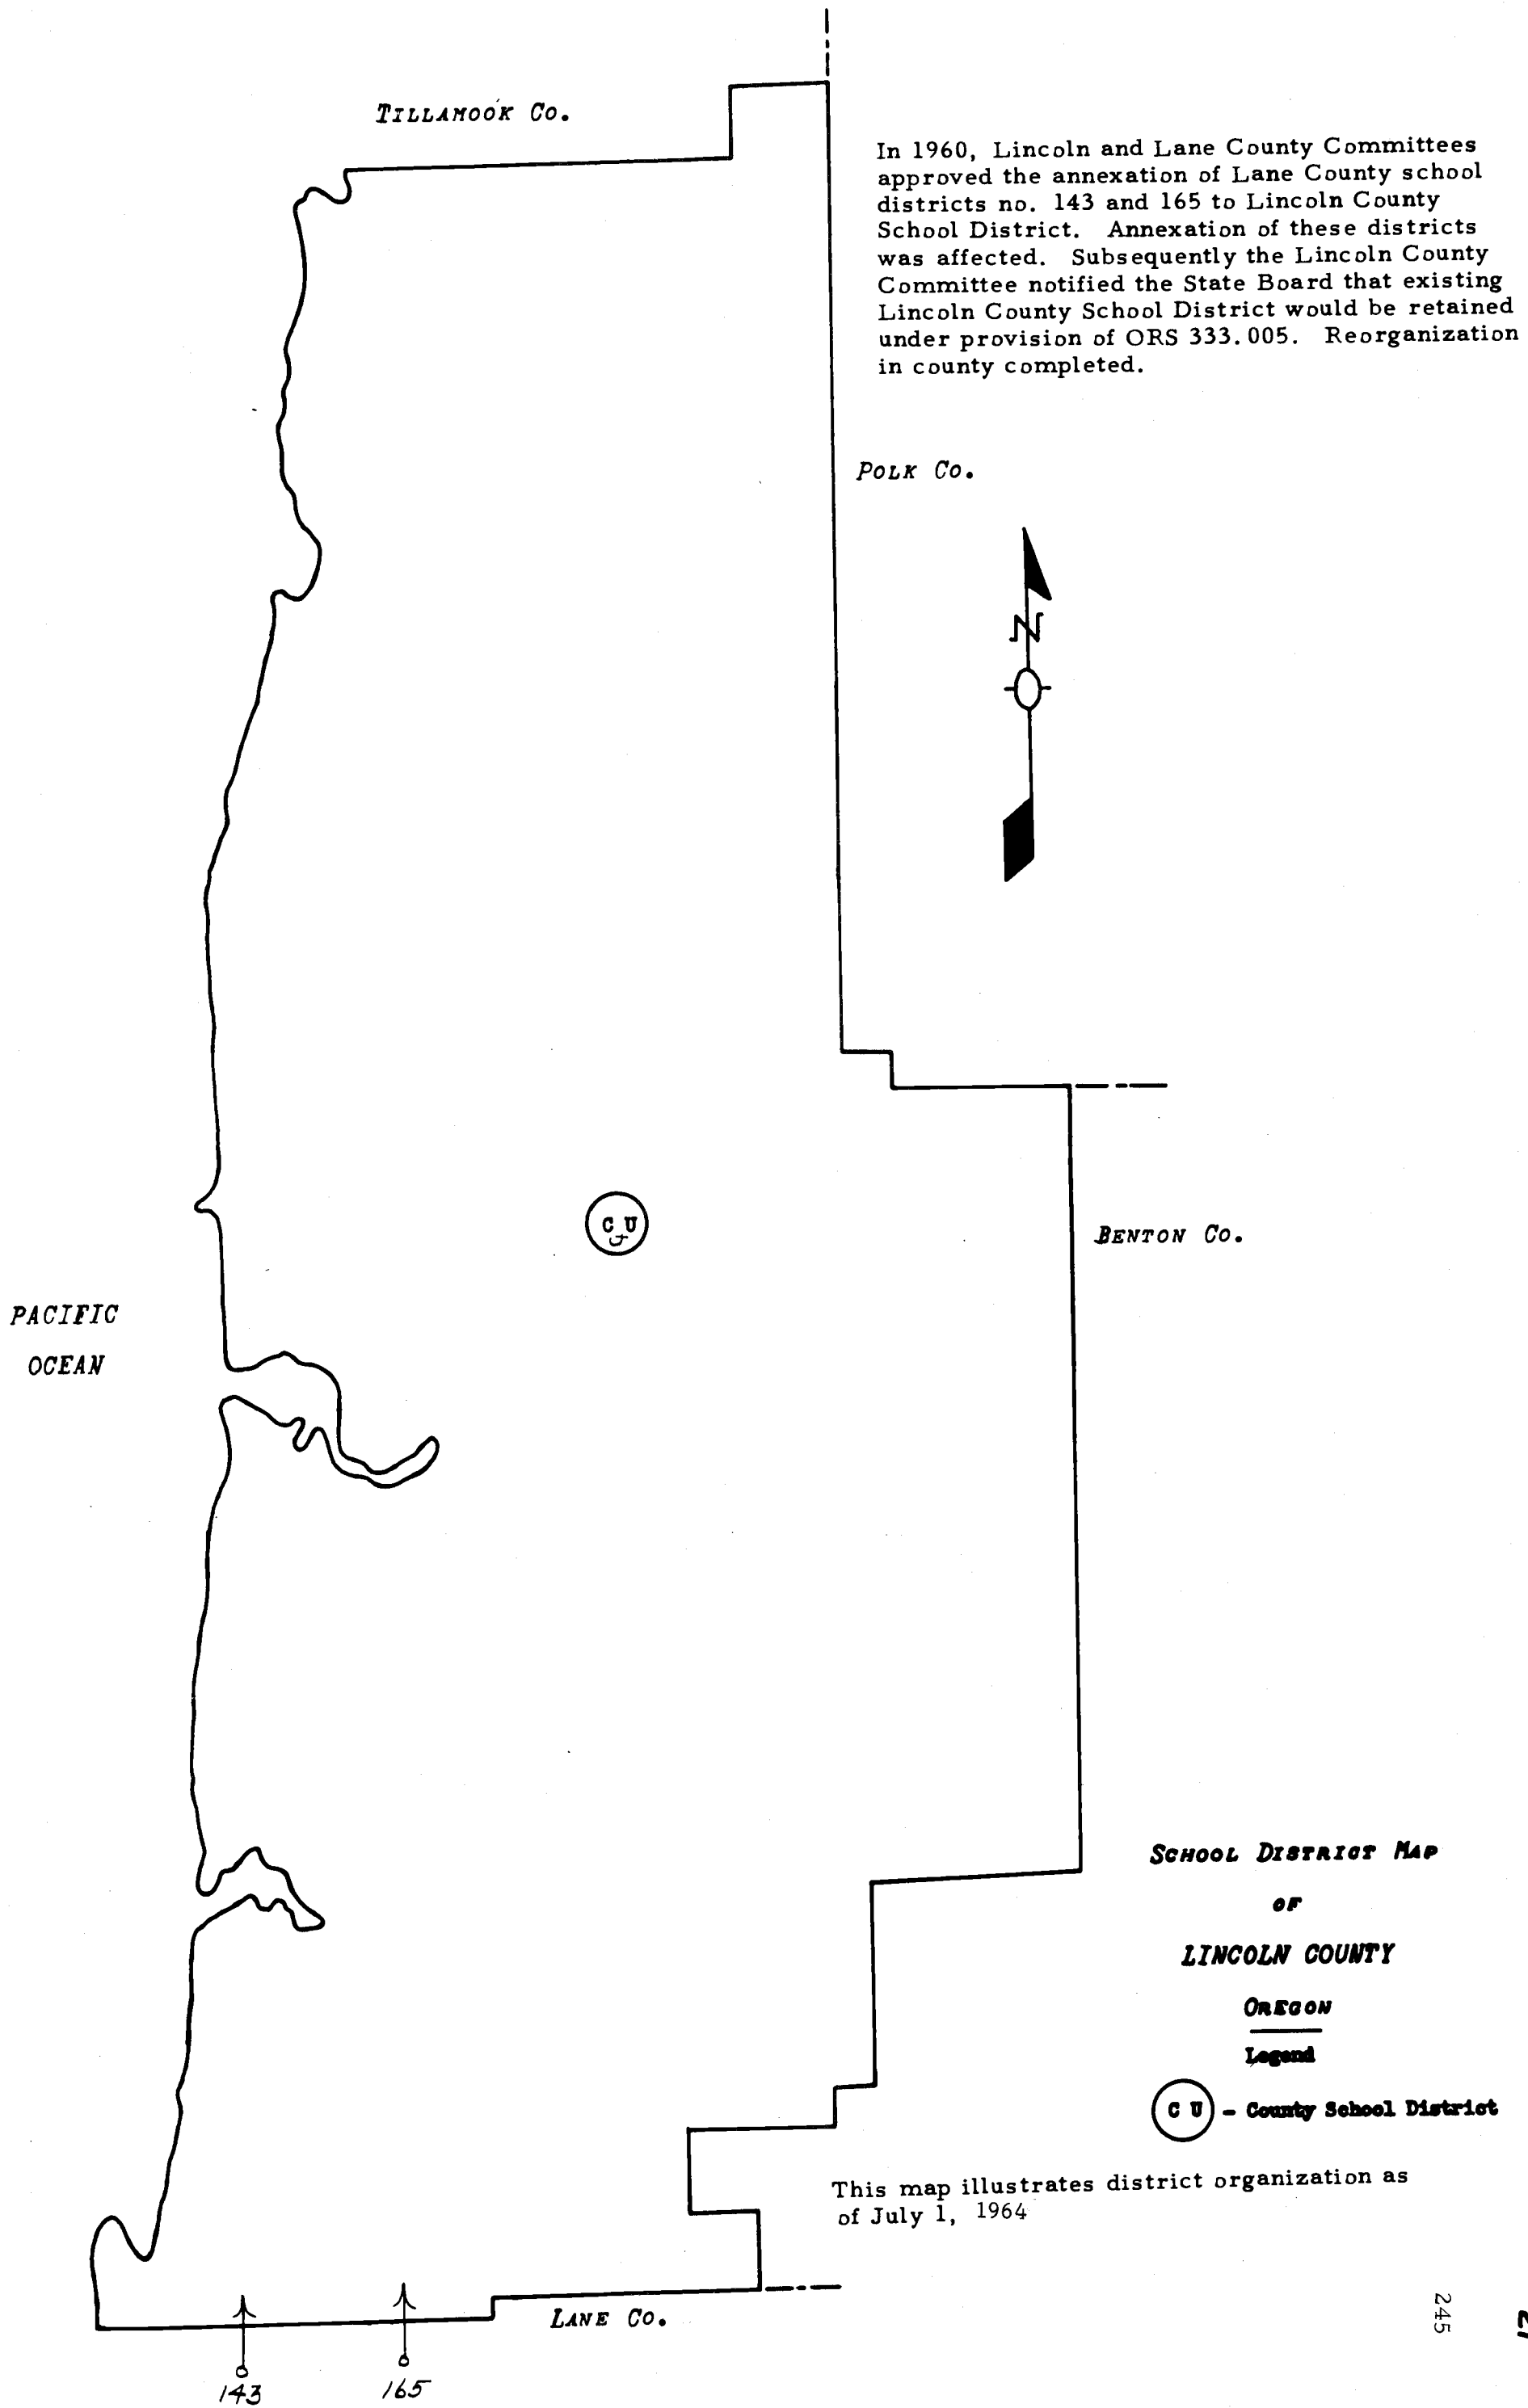 TILLAMOOK CO.
In 1960, Lincoln and Lane County Committees
approved the annexation of Lane County school
districts no. 143 and 165 to Lincoln County
School District. Annexation of these districts
was affected. Subsequently the Lincoln County
Committee notified the State Board that existing
Lincoln County School District would be retained
under provision of ORS 333.005. Reorganization
in county completed.
POLK CO.
N
C U
BENTON CO.
PACIFIC
OCEAN
SCHOOL DISTRICT MAP
OF
LINCOLN COUNTY
OREGON
Legend
C U - County School District
This map illustrates district organization as
of July 1, 1964
LANE CO.
143
165
245